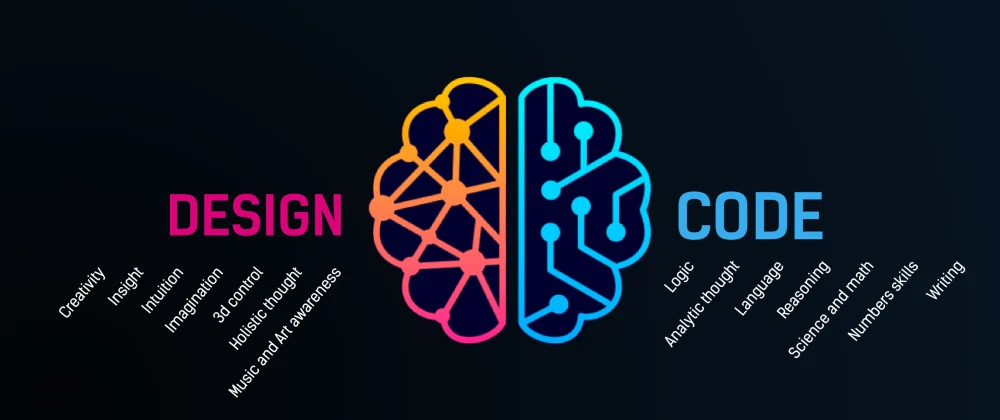 DESIGN
Creativity
Insight
Intuition
Imagination
3d control
Holistic thought
Music and Art awareness
CODE
Logic
Analytic thought
Language
Reasoning
Science and math
Numbers skills
Writing